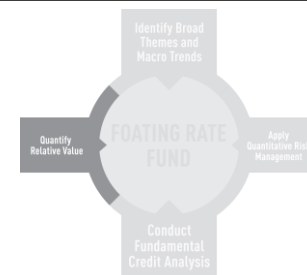 Identify Broad
Themes and
Macro Trends
Quantify
Relative Value
FOATING RATE
FUND
Apply
Quantitative Risk
Management
Conduct
Fundamental
Credit Analysis